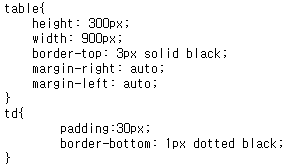 table{
    height: 300px;
    width: 900px;
    border-top: 3px solid black;
    margin-right: auto;
    margin-left: auto;
}
td{
        padding:30px;
        border-bottom: 1px dotted black;
}